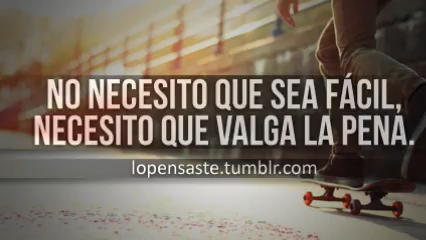 NO NECESITO QUE SEA FÁCIL,
NECESITO QUE VALGA LA PENA.
lopensaste.tumblr.com